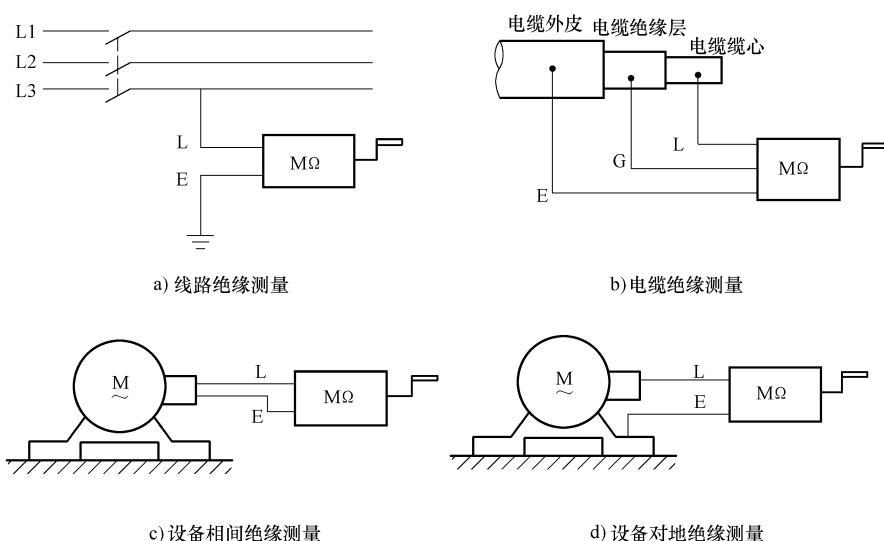 L1
L2
L3
L
E
MΩ
a) 线路绝缘测量
电缆外皮
电缆绝缘层
电缆缆心
L
G
E
MΩ
b) 电缆绝缘测量
M
~
L
E
MΩ
c) 设备相间绝缘测量
M
~
L
E
MΩ
d) 设备对地绝缘测量